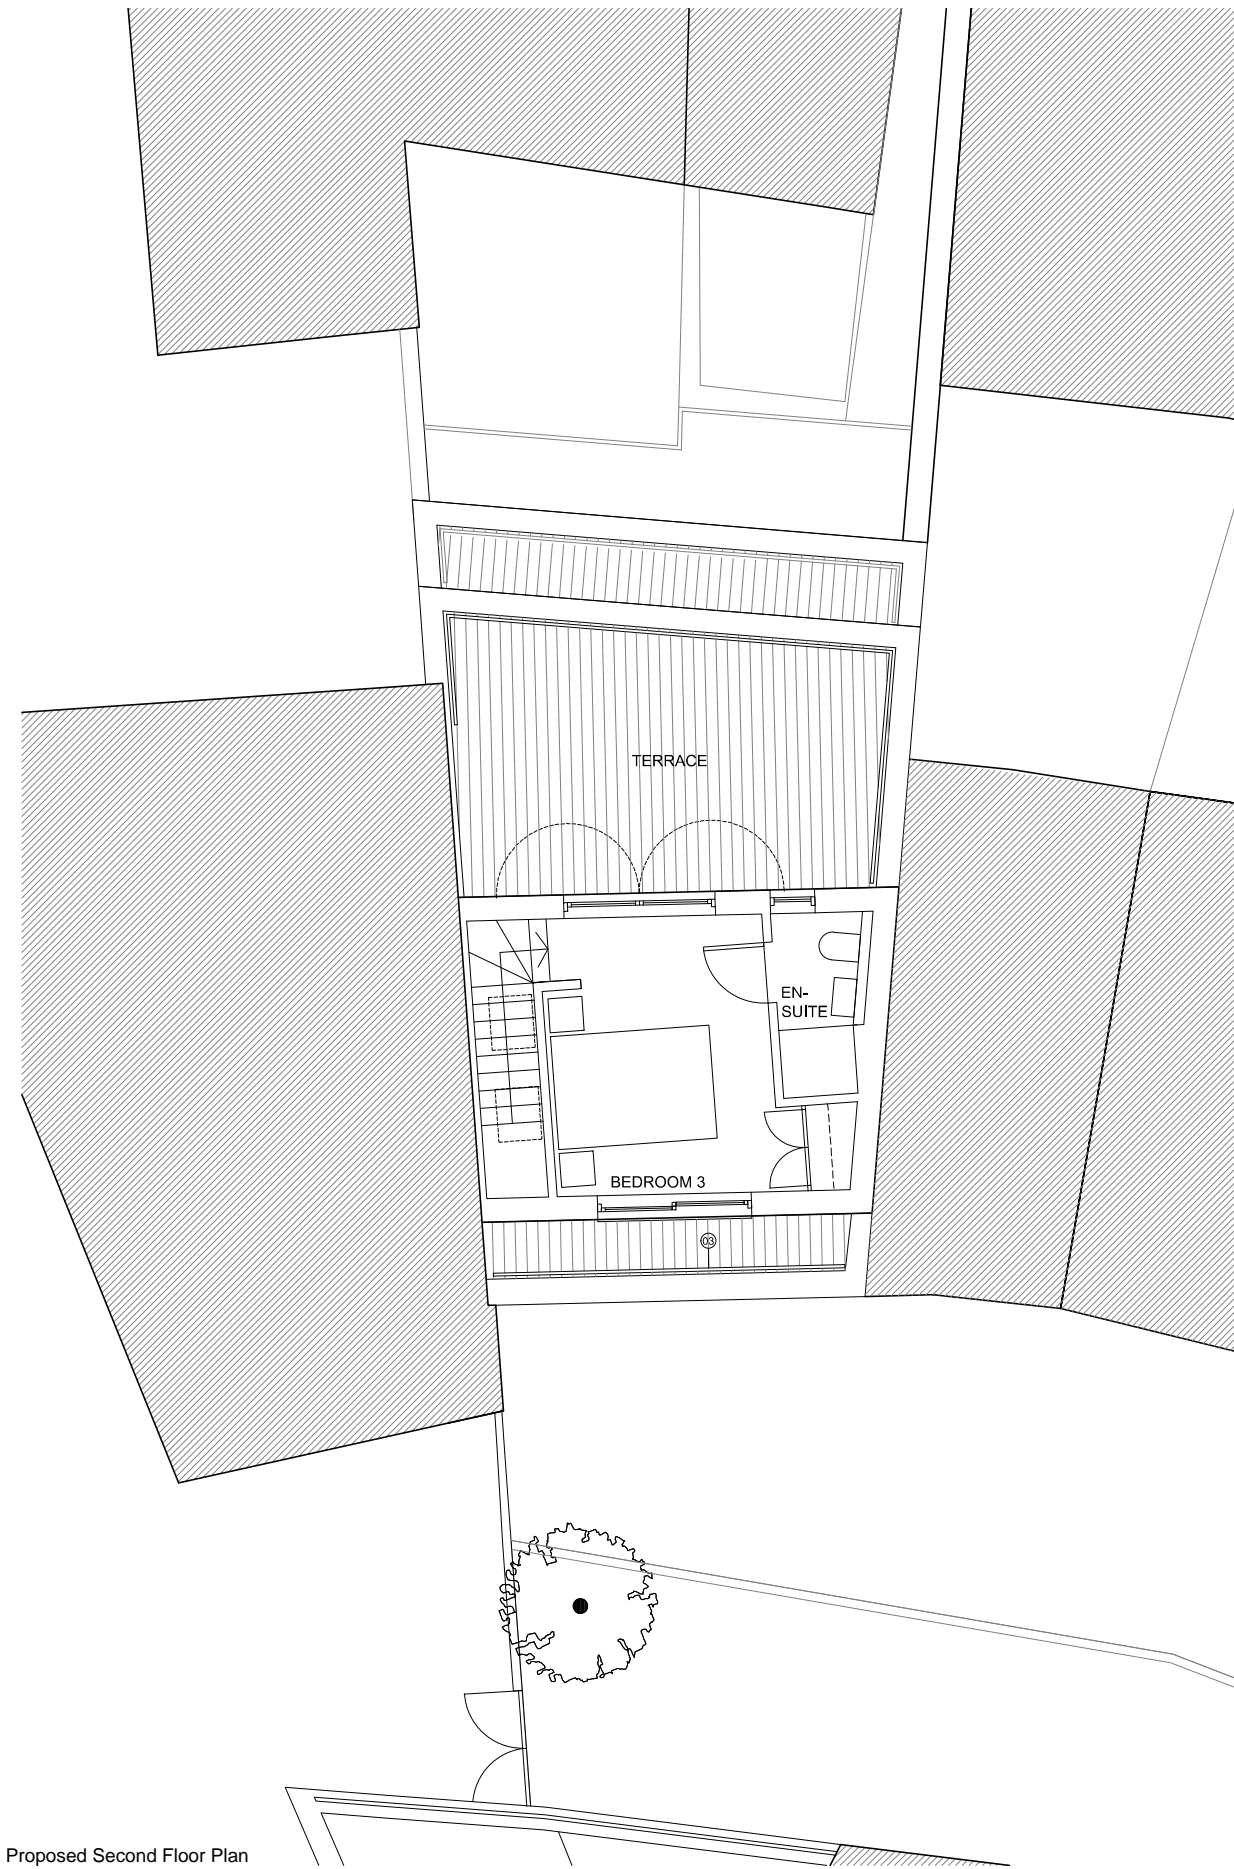 TERRACE
EN-
SUITE
BEDROOM 3
03
Proposed Second Floor Plan